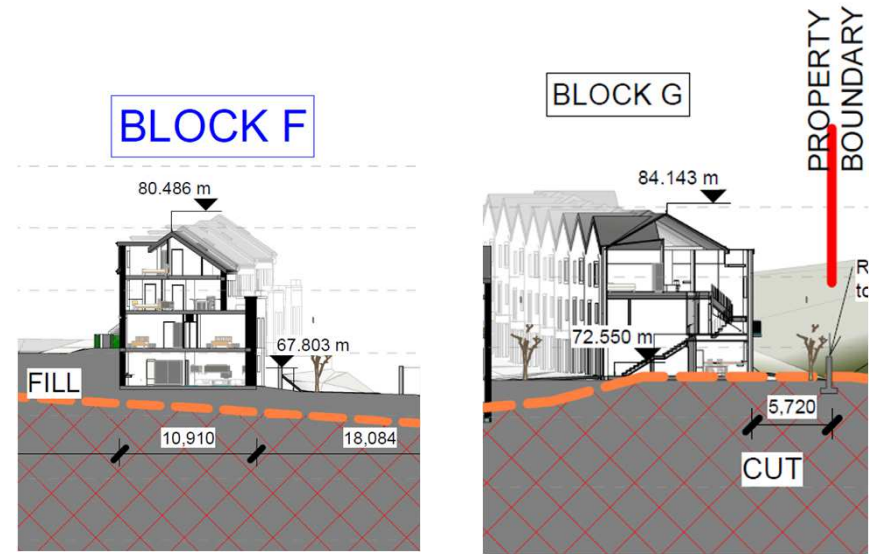 BLOCK F
80.486 m
67.803 m
FILL
10,910
18,084
BLOCK G
PROPERTY
BOUNDARY
84.143 m
72.550 m
5,720
CUT